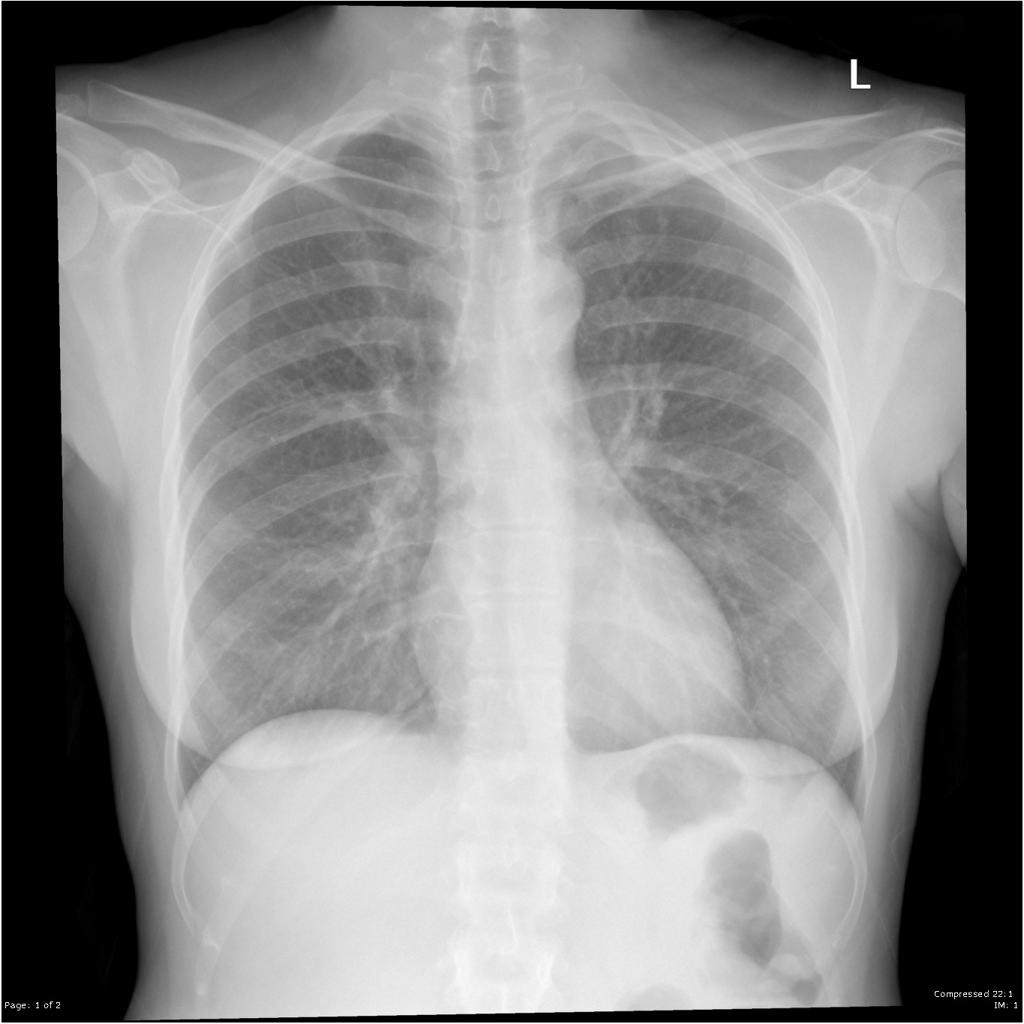 L
Page: 1 of 2
Compressed 22:1
IM: 1